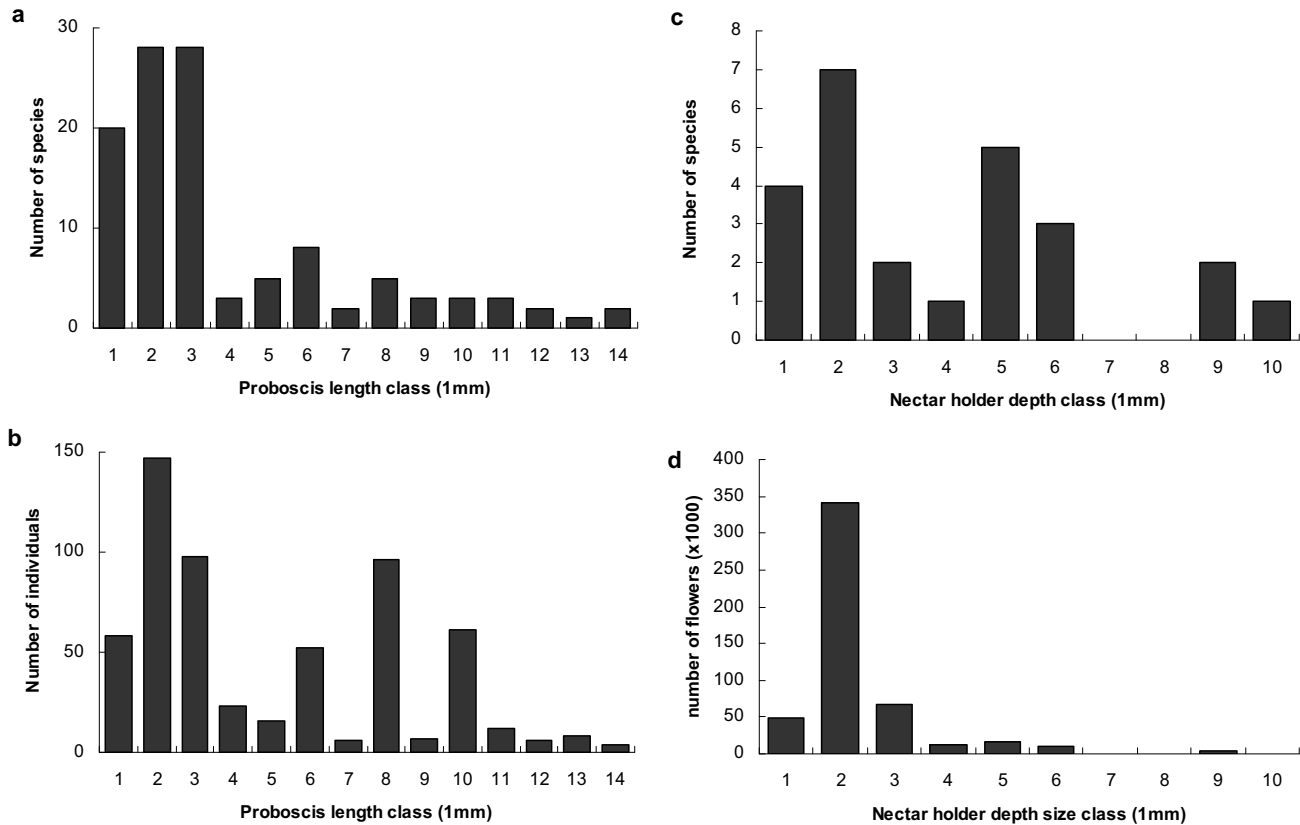 a
30
20
10
0
Number of species
1 2 3 4 5 6 7 8 9 10 11 12 13 14
Proboscis length class (1mm)
b
150
100
50
0
Number of individuals
1 2 3 4 5 6 7 8 9 10 11 12 13 14
Proboscis length class (1mm)
c
8
7
6
5
4
3
2
1
0
Number of species
1 2 3 4 5 6 7 8 9 10
Nectar holder depth class (1mm)
d
400
350
300
250
200
150
100
50
0
number of flowers (x1000)
1 2 3 4 5 6 7 8 9 10
Nectar holder depth size class (1mm)